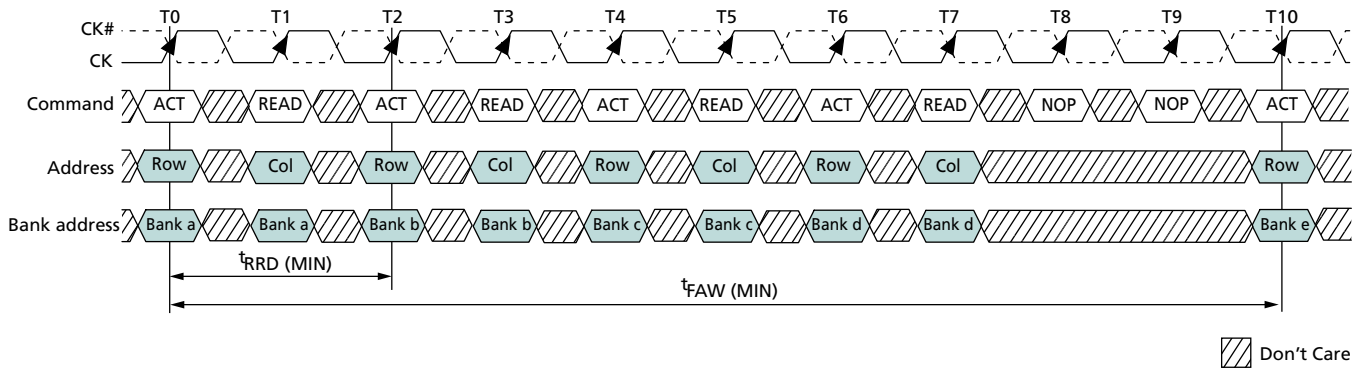 T0 T1 T2 T3 T4 T5 T6 T7 T8 T9 T10
CK#
CK
Command ACT READ ACT READ ACT READ ACT READ NOP NOP ACT
Address Row Col Row Col Row Col Row Col Row
Bank address Bank a Bank a Bank b Bank b Bank c Bank c Bank d Bank d Bank e
tRRD (MIN)
tFAW (MIN)
Don't Care